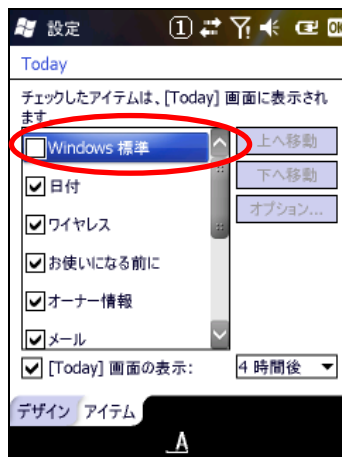 設定
1
OK
Today
チェックしたアイテムは、[Today] 画面に表示され
ます
Windows 標準
上へ移動
日付
下へ移動
ワイヤレス
オプション...
お使いになる前に
オーナー情報
メール
[Today] 画面の表示: 4 時間後
デザイン アイテム
A